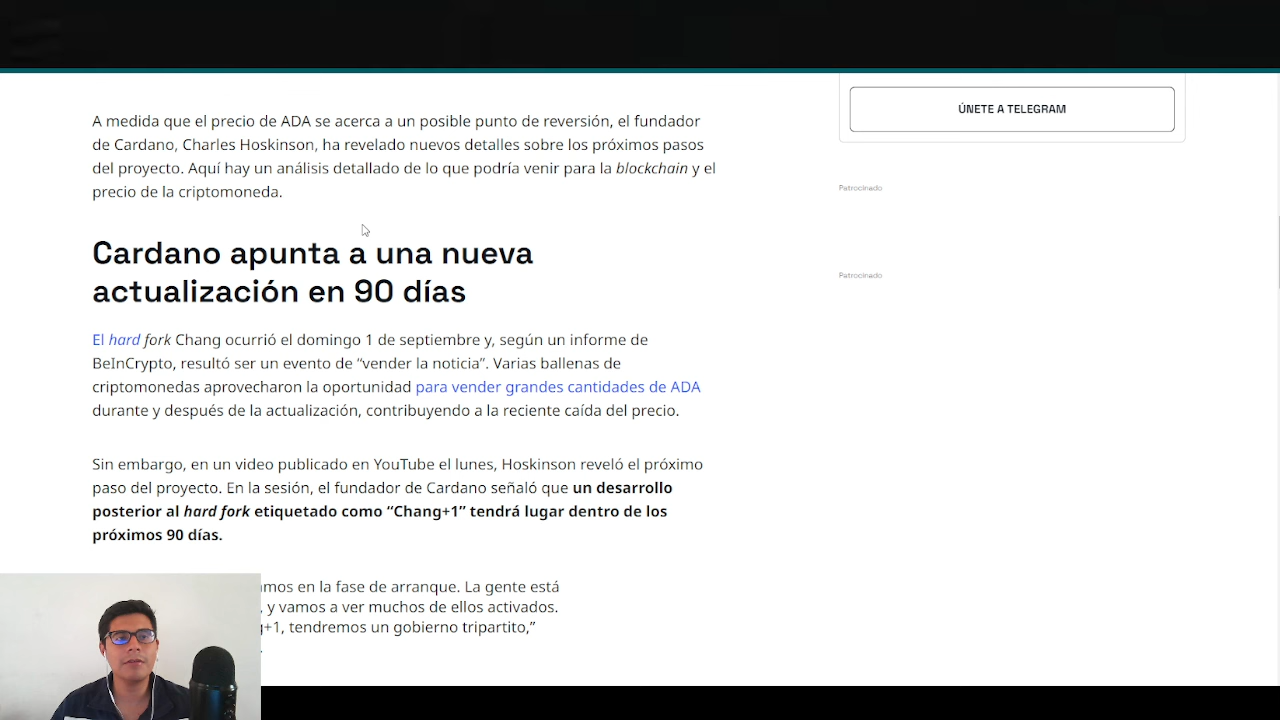 ÚNETE A TELEGRAM
A medida que el precio de ADA se acerca a un posible punto de reversión, el fundador
de Cardano, Charles Hoskinson, ha revelado nuevos detalles sobre los próximos pasos
del proyecto. Aquí hay un análisis detallado de lo que podría venir para la blockchain y el
precio de la criptomoneda.
Patrocinado
Cardano apunta a una nueva
actualización en 90 días
Patrocinado
El hard fork Chang ocurrió el domingo 1 de septiembre y, según un informe de
BeInCrypto, resultó ser un evento de “vender la noticia”. Varias ballenas de
criptomonedas aprovecharon la oportunidad para vender grandes cantidades de ADA
durante y después de la actualización, contribuyendo a la reciente caída del precio.
Sin embargo, en un video publicado en YouTube el lunes, Hoskinson reveló el próximo
paso del proyecto. En la sesión, el fundador de Cardano señaló que un desarrollo
posterior al hard fork etiquetado como “Chang+1” tendrá lugar dentro de los
próximos 90 días.
amos en la fase de arranque. La gente está
, y vamos a ver muchos de ellos activados.
g+1, tendremos un gobierno tripartito,”